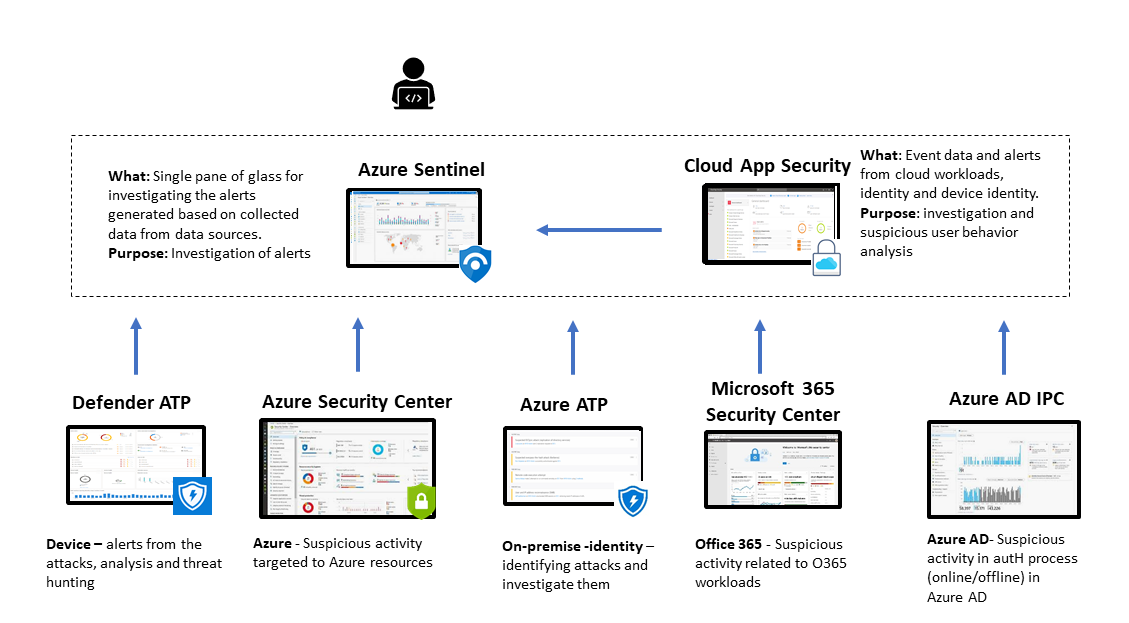 </>
Azure Sentinel
What: Single pane of glass for
investigating the alerts
generated based on collected
data from data sources.
Purpose: Investigation of alerts
Cloud App Security
What: Event data and alerts
from cloud workloads,
identity and device identity.
Purpose: investigation and
suspicious user behavior
analysis
Defender ATP
Device – alerts from the
attacks, analysis and threat
hunting
Azure Security Center
Azure - Suspicious activity
targeted to Azure resources
Azure ATP
On-premise -identity –
identifying attacks and
investigate them
Microsoft 365
Security Center
Office 365 - Suspicious
activity related to O365
workloads
Azure AD IPC
Azure AD- Suspicious
activity in autH process
(online/offline) in
Azure AD